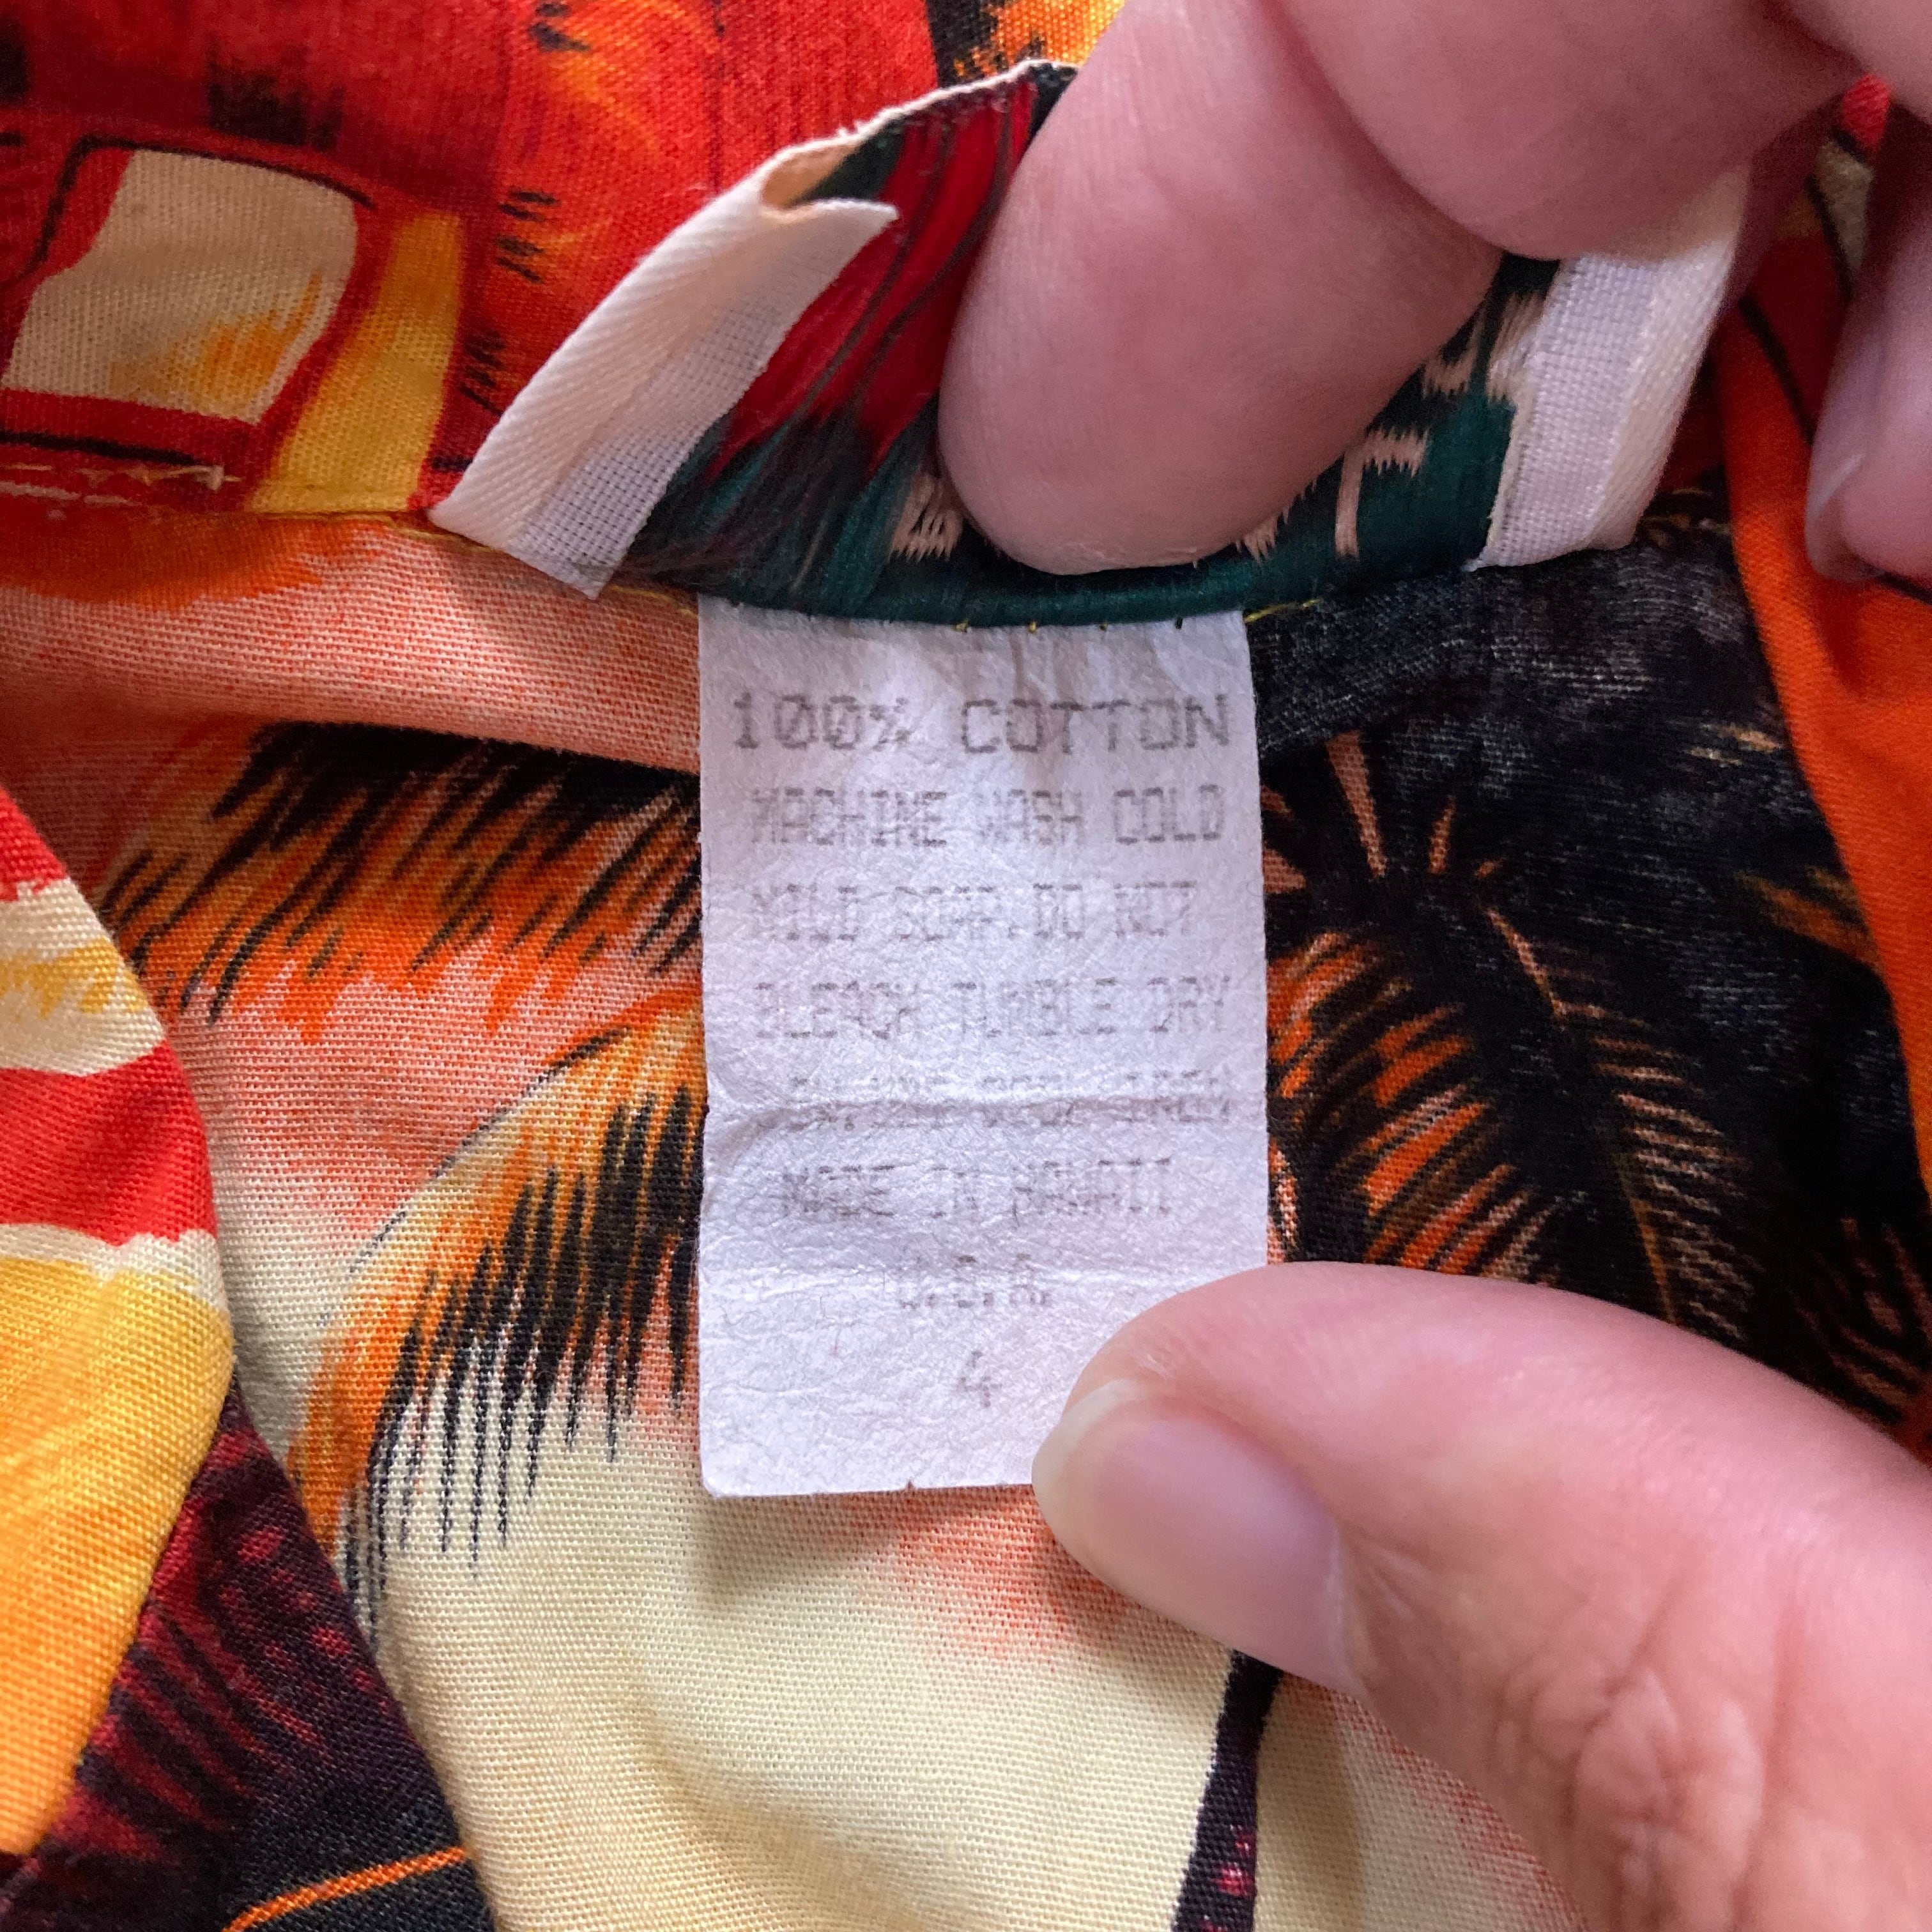 100% COTTON
MACHINE WASH COLD
MILD SOAP.DO NOT
BLEACH TUMBLE DRY
MADE IN HAWAII
U.S.A.
4